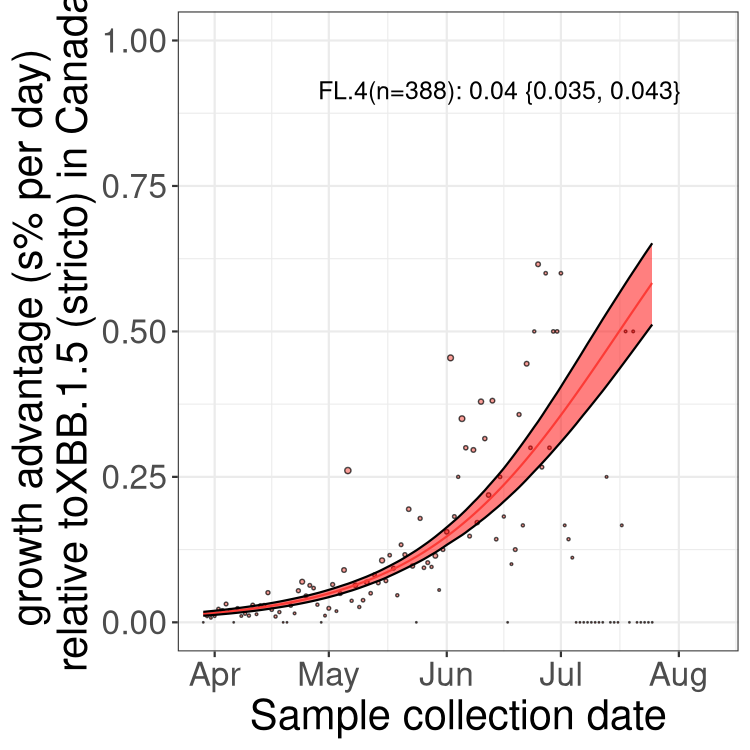 growth advantage (s% per day)
relative toXBB.1.5 (stricto) in Canada
1.00
0.75
0.50
0.25
0.00
FL.4(n=388): 0.04 {0.035, 0.043}
Apr May Jun Jul Aug
Sample collection date